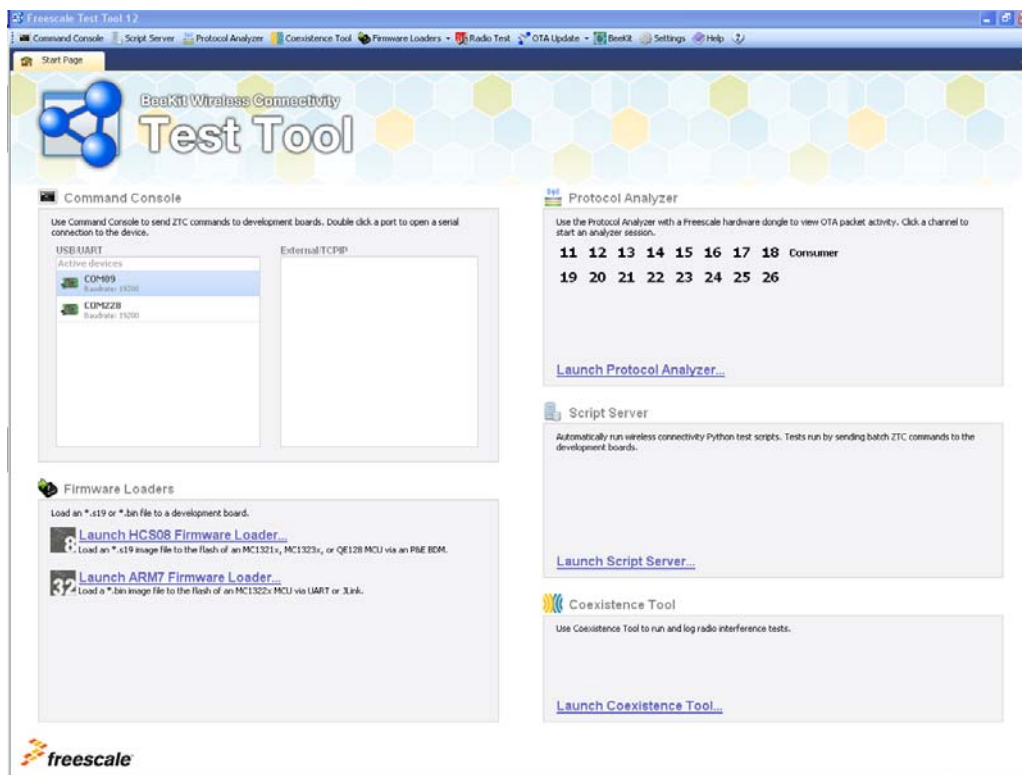 Freescale Test Tool 12
Command Console Script Server Protocol Analyzer Coexistence Tool Firmware Loaders Radio Test OTA Update BeeKit Settings Help
Start Page
BeeKit Wireless Connectivity
Test Tool
Command Console
Use Command Console to send ZTC commands to development boards. Double click a port to open a serial
connection to the device.
USB/UART External/TCPIP
Active devices
COM09
Baudrate: 19200
COM228
Baudrate: 19200
Firmware Loaders
Load an *.s19 or *.bin file to a development board.
8
Launch HCS08 Firmware Loader...
Load an *.s19 image file to the flash of an MC1321x, MC1323x, or QE128 MCU via an P&E BDM.
32
Launch ARM7 Firmware Loader...
Load a *.bin image file to the flash of an MC1322x MCU via UART or JLink.
Protocol Analyzer
Use the Protocol Analyzer with a Freescale hardware dongle to view OTA packet activity. Click a channel to
start an analyzer session.
11 12 13 14 15 16 17 18 Consumer
19 20 21 22 23 24 25 26
Launch Protocol Analyzer...
Script Server
Automatically run wireless connectivity Python test scripts. Tests run by sending batch ZTC commands to the
development boards.
Launch Script Server...
Coexistence Tool
Use Coexistence Tool to run and log radio interference tests.
Launch Coexistence Tool...
freescale